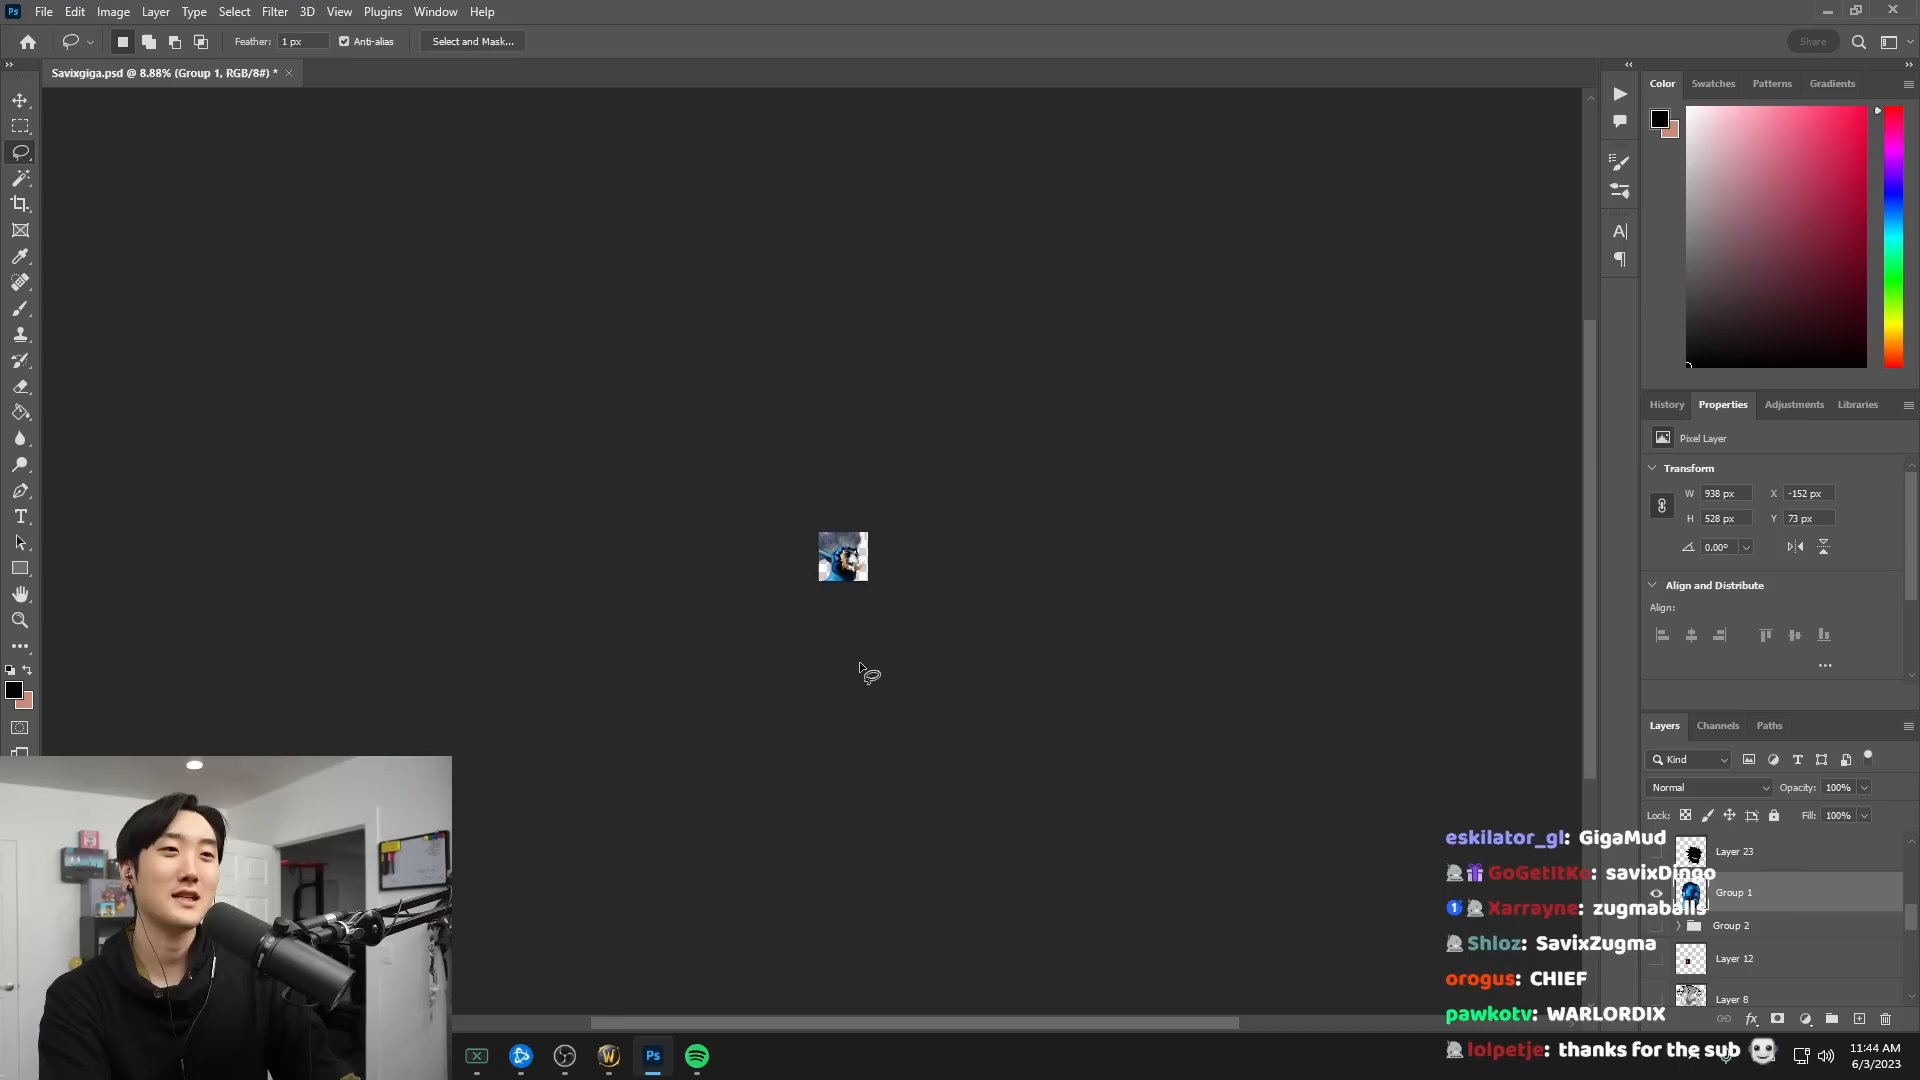 Ps File Edit Image Layer Type Select Filter 3D View Plugins Window Help
Feather: 1 px Anti-alias Select and Mask... Share
Savixgiga.psd @ 8.88% (Group 1, RGB/8#) * ×
Color Swatches Patterns Gradients
History Properties Adjustments Libraries
Pixel Layer
Transform
W 938 px X -152 px
H 528 px Y 73 px
0.00°
Align and Distribute
Align:
Layers Channels Paths
Kind
Normal Opacity: 100%
Lock: Fill: 100%
Layer 23
Group 1
Group 2
Layer 12
Layer 8
eskilator_gl: GigaMud
GoGetItKo: savixDingo
1 Xarrayne: zugmaballs
Shloz: SavixZugma
orogus: CHIEF
pawkotv: WARLORDIX
lolpetje: thanks for the sub
Ps
11:44 AM
6/3/2023